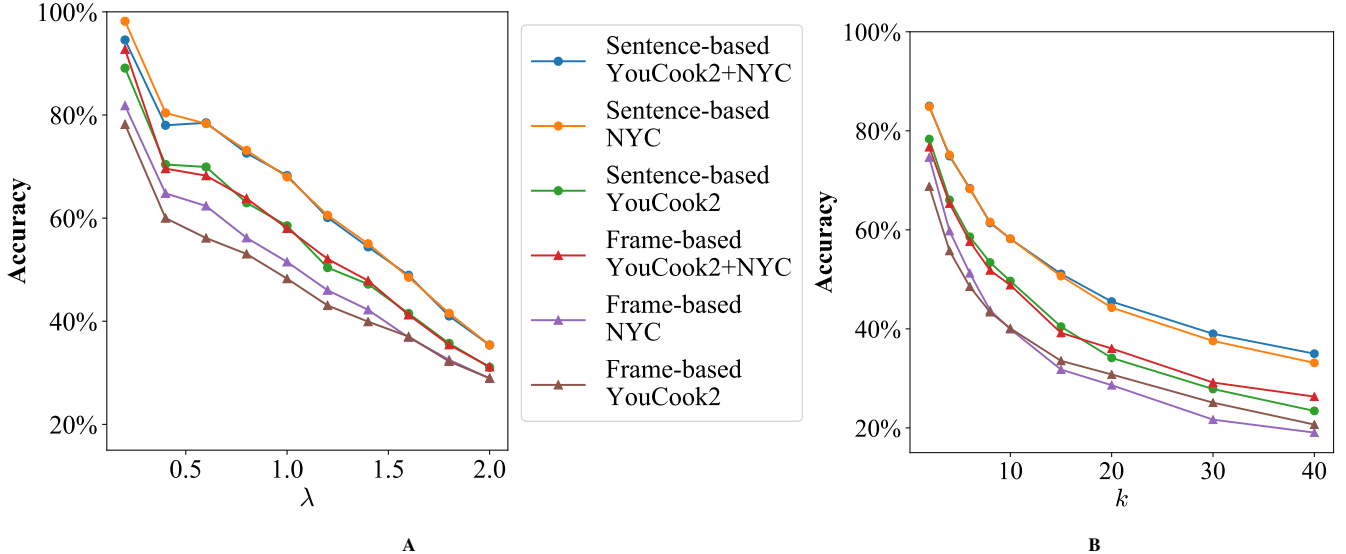 100%
80%
60%
40%
20%
Accuracy
0.5
1.0
1.5
2.0
λ
A
Sentence-based
YouCook2+NYC
Sentence-based
NYC
Sentence-based
YouCook2
Frame-based
YouCook2+NYC
Frame-based
NYC
Frame-based
YouCook2
100%
80%
60%
40%
20%
Accuracy
10
20
30
40
k
B